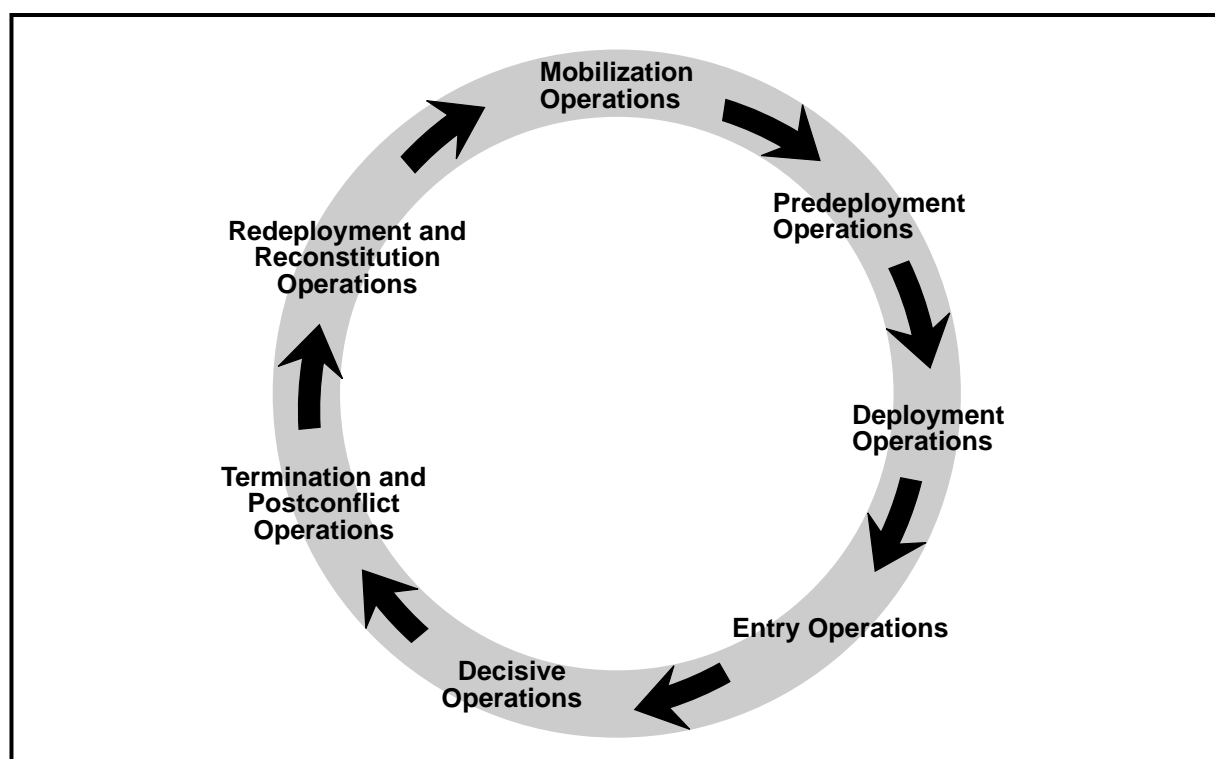 Mobilization
Operations
Predeployment
Operations
Deployment
Operations
Entry Operations
Decisive
Operations
Termination and
Postconflict
Operations
Redeployment and
Reconstitution
Operations